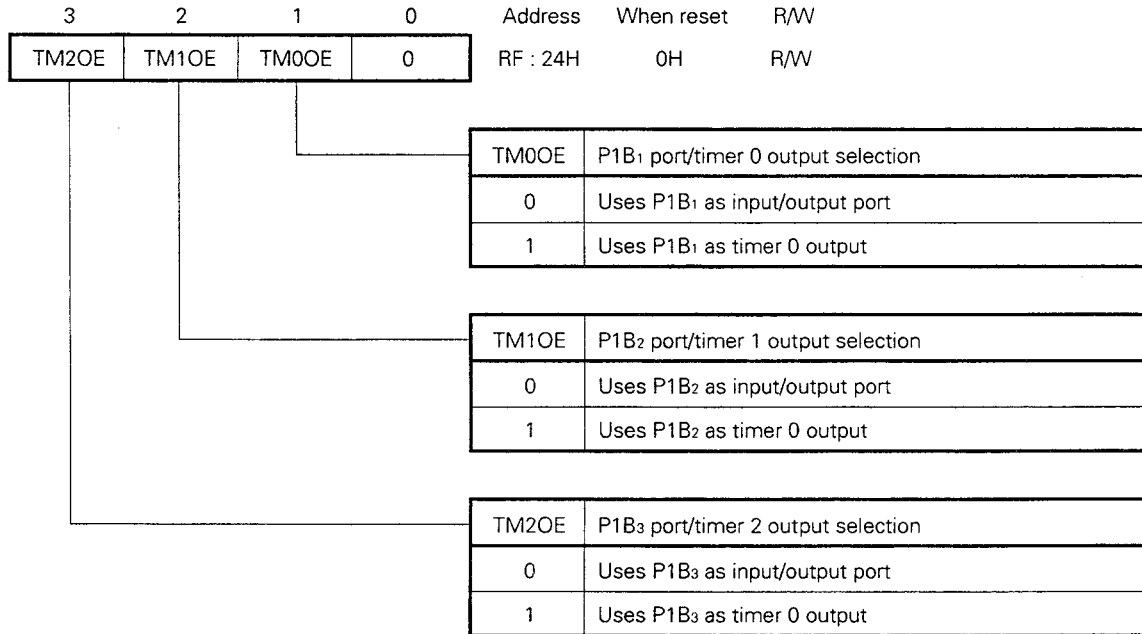 3 2 1 0 Address When reset R/W
TM2OE TM1OE TM0OE 0 RF : 24H 0H R/W
TM0OE P1B₁ port/timer 0 output selection
0 Uses P1B₁ as input/output port
1 Uses P1B₁ as timer 0 output
TM1OE P1B₂ port/timer 1 output selection
0 Uses P1B₂ as input/output port
1 Uses P1B₂ as timer 0 output
TM2OE P1B₃ port/timer 2 output selection
0 Uses P1B₃ as input/output port
1 Uses P1B₃ as timer 0 output